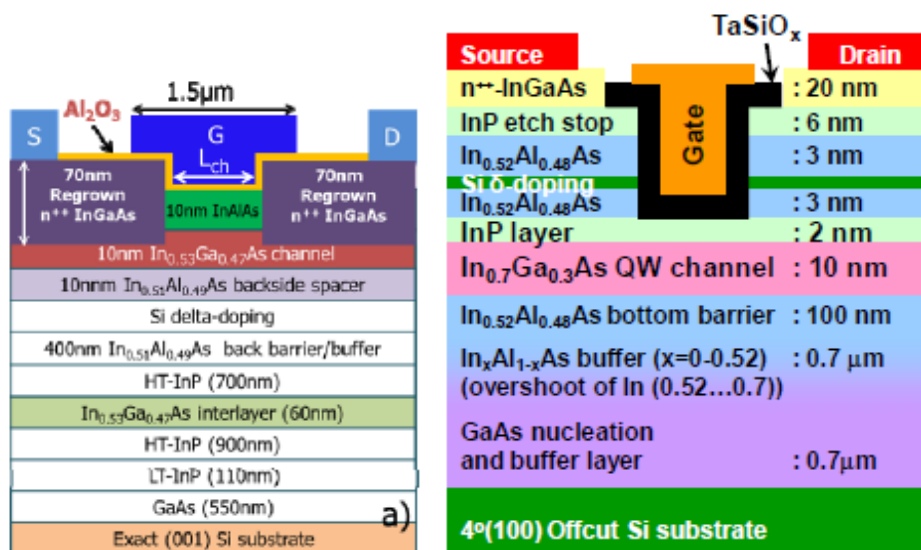 1.5μm
Al₂O₃
S
G
D
L_ch
70nm
Regrown
n⁺⁺ InGaAs
70nm
Regrown
n⁺⁺ InGaAs
10nm InAlAs
10nm In₀.₅₃Ga₀.₄₇As channel
10nnm In₀.₅₁Al₀.₄₉As backside spacer
Si delta-doping
400nm In₀.₅₁Al₀.₄₉As back barrier/buffer
HT-InP (700nm)
In₀.₅₃Ga₀.₄₇As interlayer (60nm)
HT-InP (900nm)
LT-InP (110nm)
GaAs (550nm)
a)
Exact (001) Si substrate
TaSiOₓ
Source
Drain
n⁺⁺-InGaAs : 20 nm
InP etch stop : 6 nm
Gate
In₀.₅₂Al₀.₄₈As : 3 nm
Si δ-doping
In₀.₅₂Al₀.₄₈As : 3 nm
InP layer : 2 nm
In₀.₇Ga₀.₃As QW channel : 10 nm
In₀.₅₂Al₀.₄₈As bottom barrier : 100 nm
InₓAl₁₋ₓAs buffer (x=0-0.52) : 0.7 μm
(overshoot of In (0.52...0.7))
GaAs nucleation
and buffer layer : 0.7μm
4º(100) Offcut Si substrate